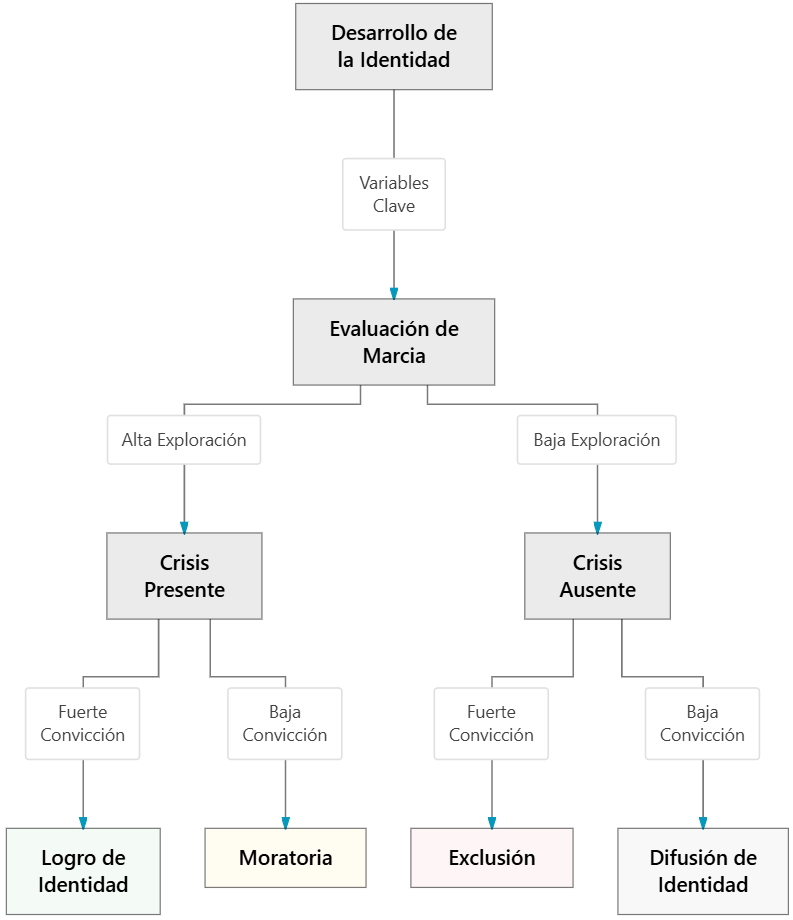 Desarrollo de
la Identidad
Variables
Clave
Evaluación de
Marcia
Alta Exploración
Baja Exploración
Crisis
Presente
Crisis
Ausente
Fuerte
Convicción
Baja
Convicción
Fuerte
Convicción
Baja
Convicción
Logro de
Identidad
Moratoria
Exclusión
Difusión de
Identidad